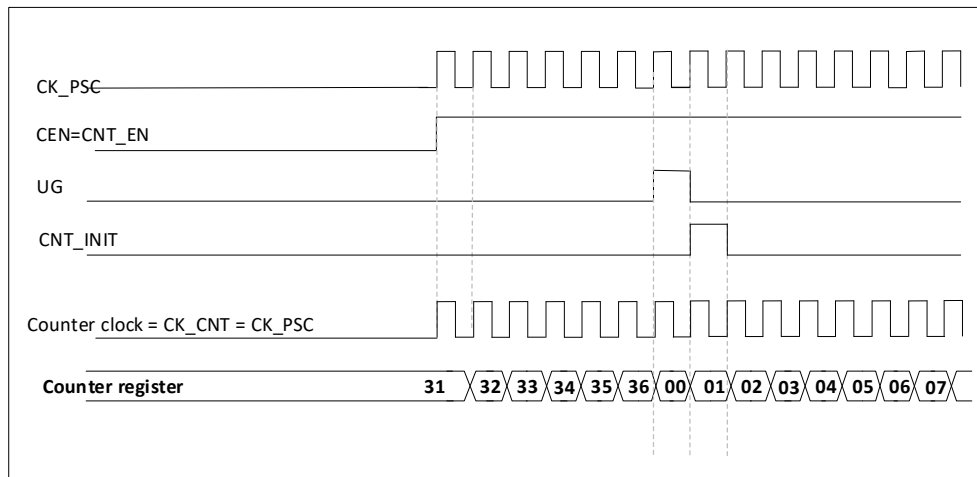 CK_PSC
CEN=CNT_EN
UG
CNT_INIT
Counter clock = CK_CNT = CK_PSC
Counter register 31 32 33 34 35 36 00 01 02 03 04 05 06 07